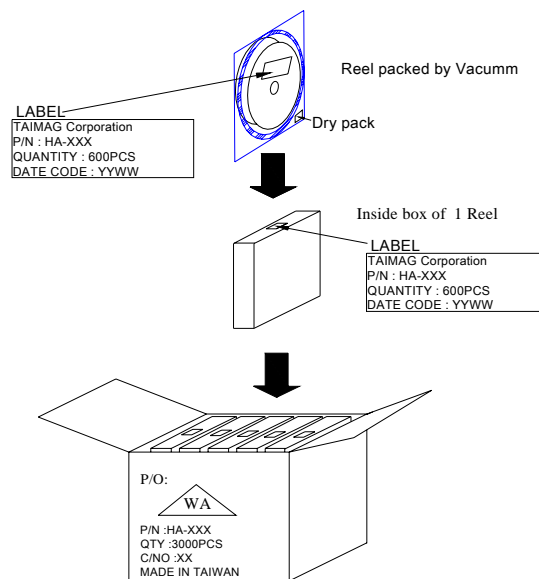 Reel packed by Vacumm
LABEL
TAIMAG Corporation
P/N : HA-XXX
QUANTITY : 600PCS
DATE CODE : YYWW
Dry pack
Inside box of 1 Reel
LABEL
TAIMAG Corporation
P/N : HA-XXX
QUANTITY : 600PCS
DATE CODE : YYWW
P/O:
WA
P/N :HA-XXX
QTY :3000PCS
C/NO :XX
MADE IN TAIWAN